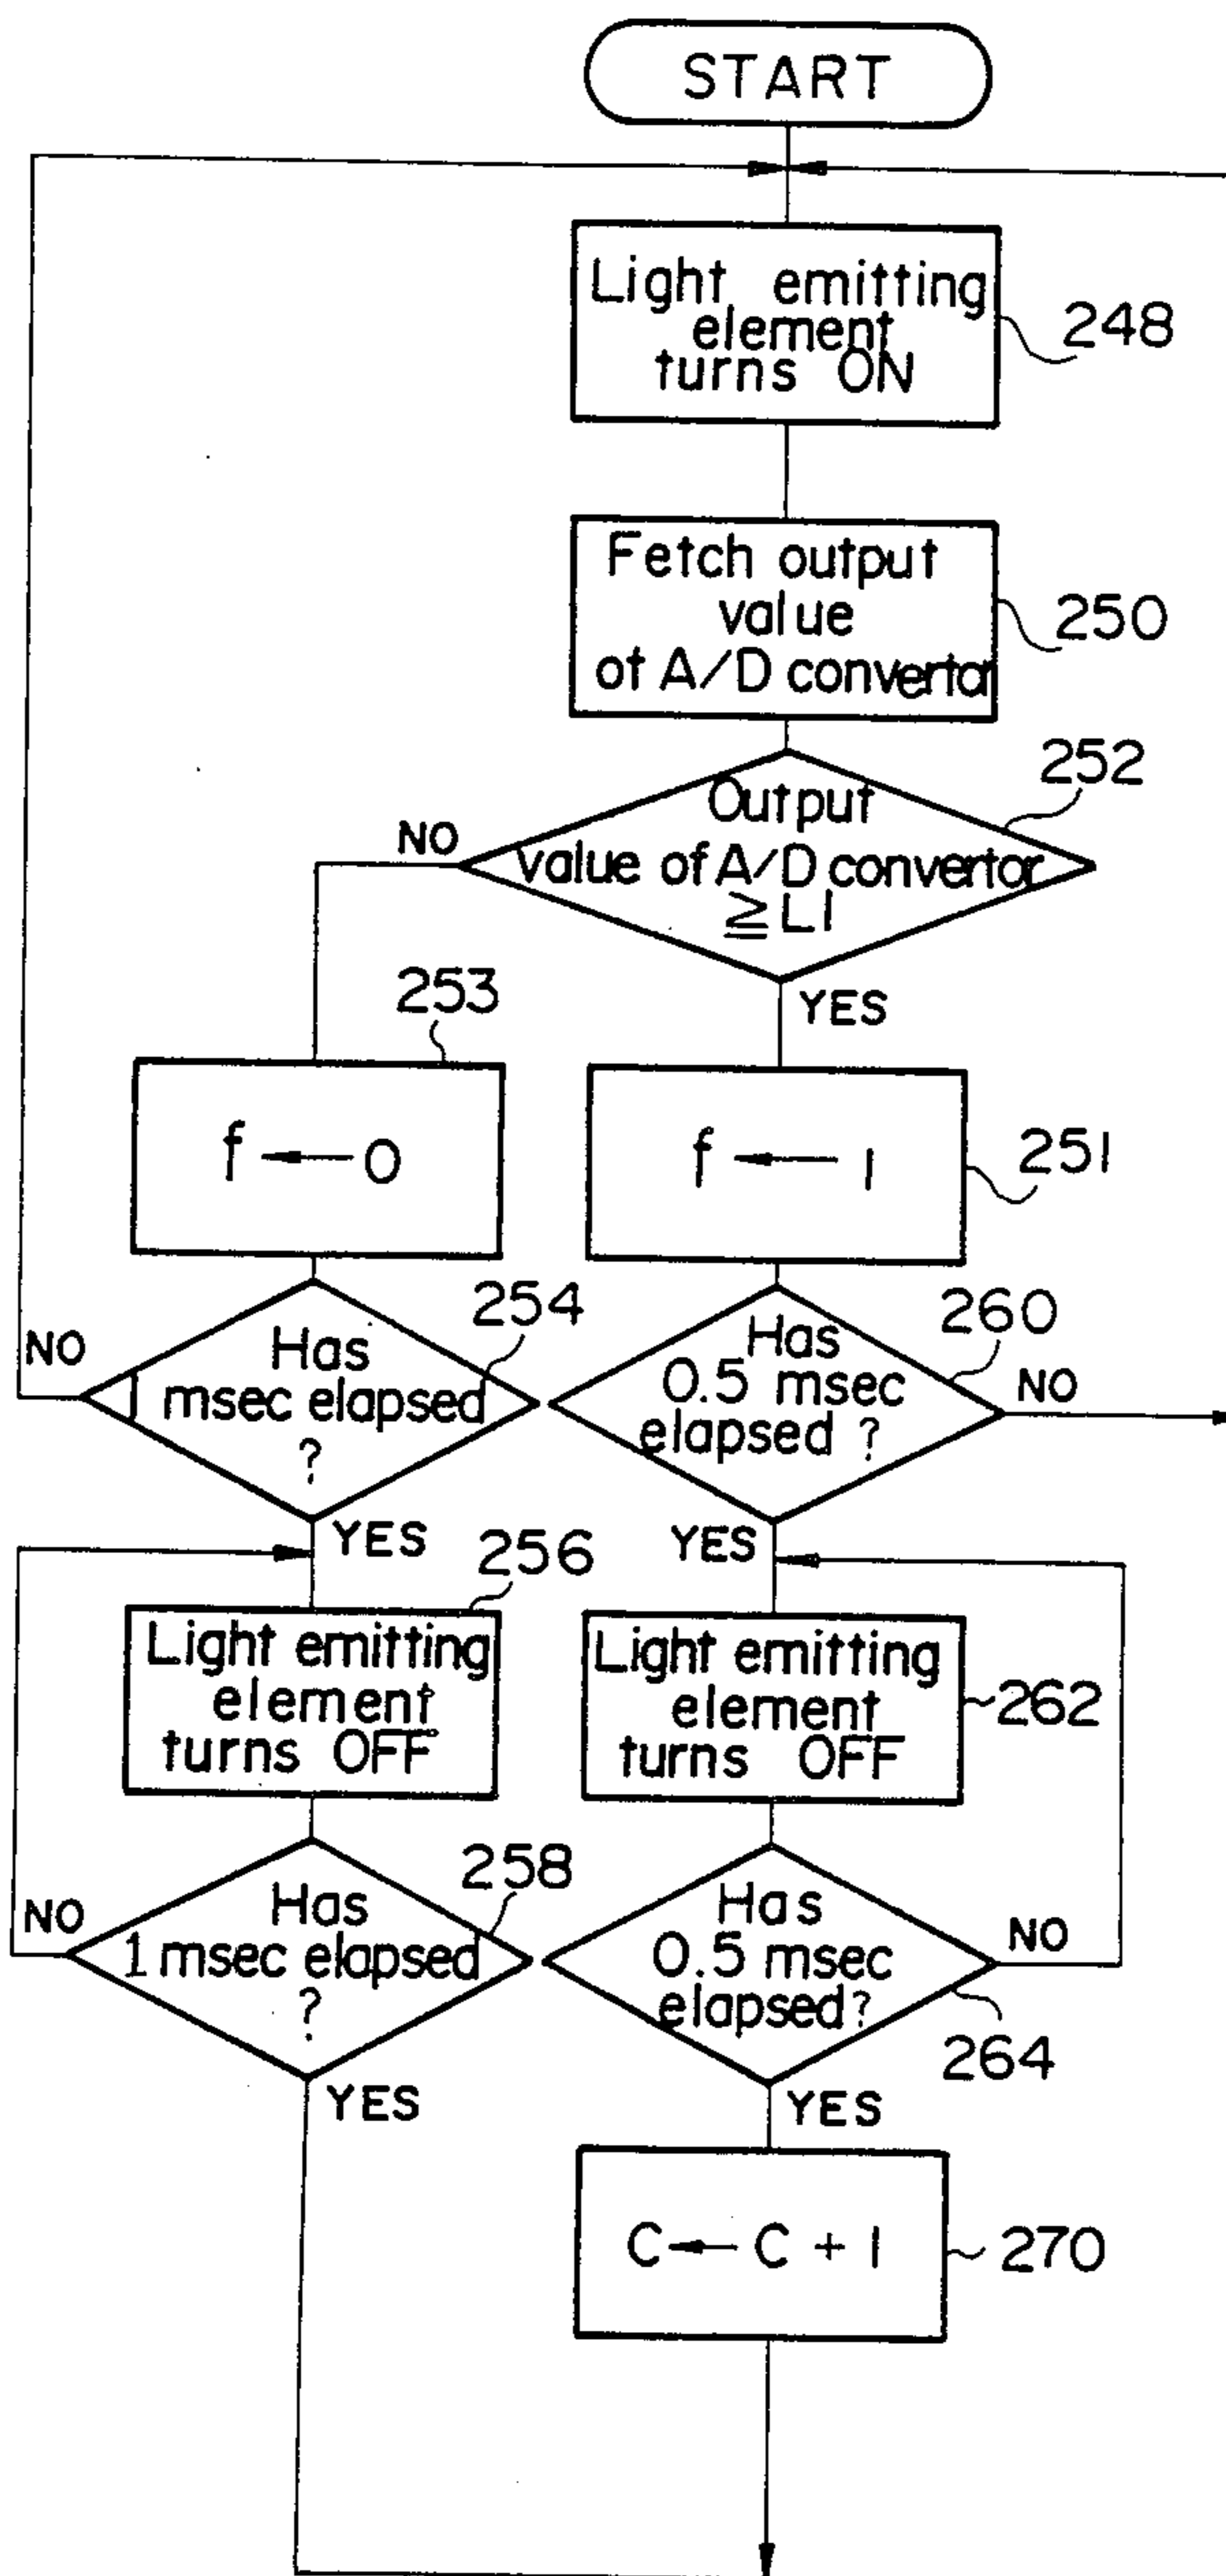 START
Light emitting
element
turns ON
248
Fetch output
value
of A/D convertor
250
252
Output
value of A/D convertor
≧ L1
NO
YES
253
f ← 0
f ← 1
251
254
Has
1 msec elapsed
?
NO
YES
260
Has
0.5 msec
elapsed ?
NO
YES
256
Light emitting
element
turns OFF
Light emitting
element
turns OFF
262
258
Has
1 msec elapsed
?
NO
YES
Has
0.5 msec
elapsed?
NO
264
YES
C ← C + 1
270